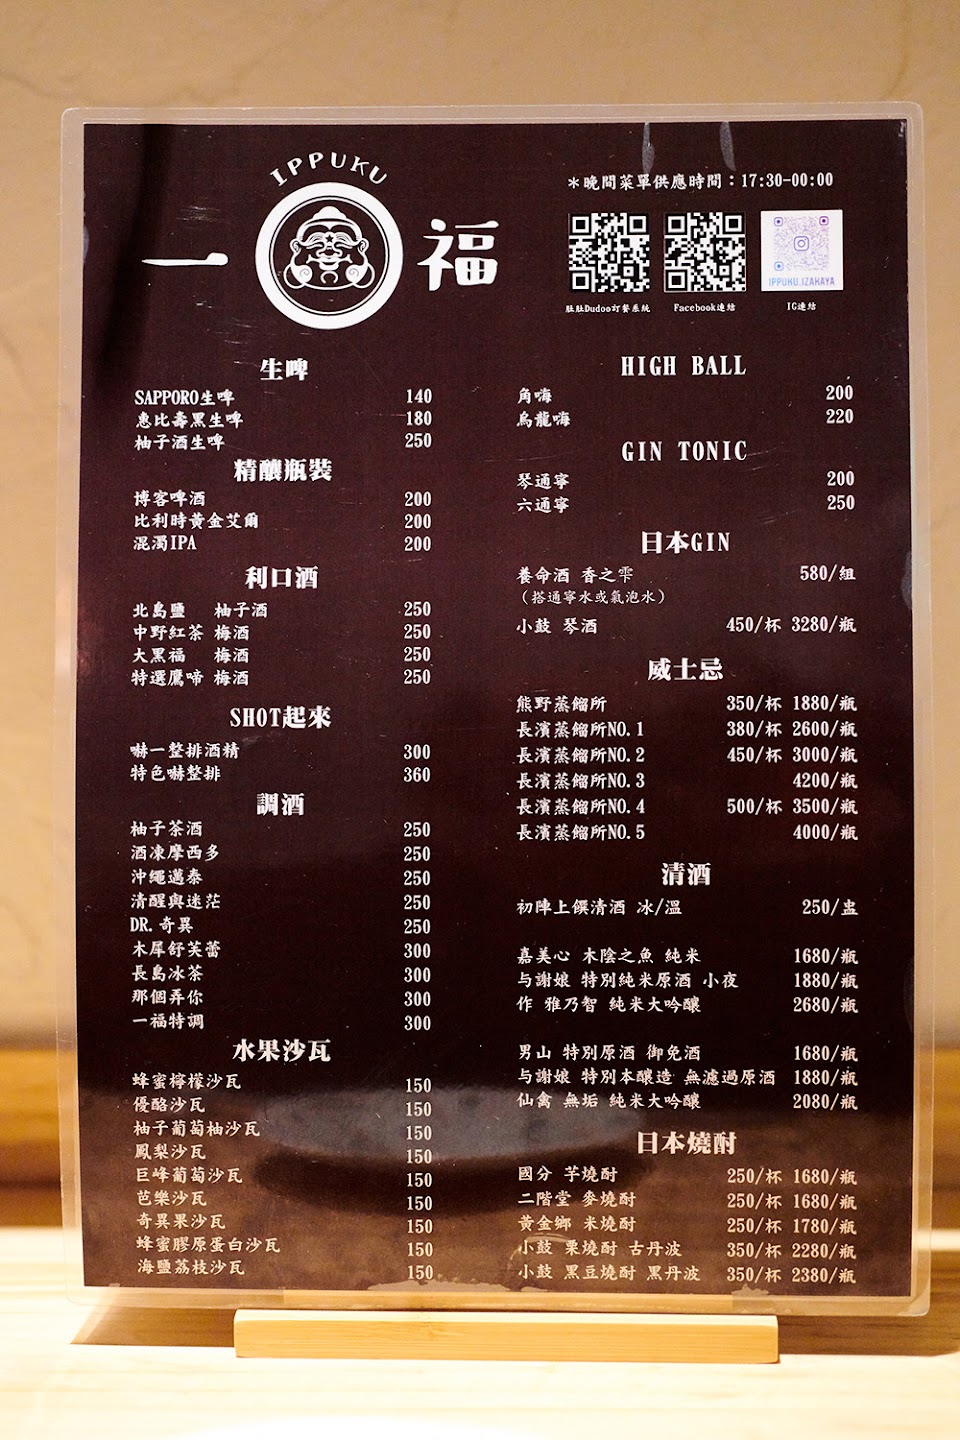 IPPUKU
一 福
＊晚間菜單供應時間：17:30-00:00
肚肚Dudoo訂餐系統 Facebook連結 IG連結
IPPUKU.IZAKAYA
生啤
SAPPORO生啤 140
惠比壽黑生啤 180
柚子酒生啤 250
精釀瓶裝
博客啤酒 200
比利時黃金艾爾 200
混濁IPA 200
利口酒
北島鹽 柚子酒 250
中野紅茶 梅酒 250
大黑福 梅酒 250
特選鷹啼 梅酒 250
SHOT起來
嚇一整排酒精 300
特色嚇整排 360
調酒
柚子茶酒 250
酒凍摩西多 250
沖繩邁泰 250
清醒與迷茫 250
DR.奇異 250
木犀舒芙蕾 300
長島冰茶 300
那個弄你 300
一福特調 300
水果沙瓦
蜂蜜檸檬沙瓦 150
優酪沙瓦 150
柚子葡萄柚沙瓦 150
鳳梨沙瓦 150
巨峰葡萄沙瓦 150
芭樂沙瓦 150
奇異果沙瓦 150
蜂蜜膠原蛋白沙瓦 150
海鹽荔枝沙瓦 150
HIGH BALL
角嗨 200
烏龍嗨 220
GIN TONIC
琴通寧 200
六通寧 250
日本GIN
養命酒 香之雫 580/組
（搭通寧水或氣泡水）
小鼓 琴酒 450/杯 3280/瓶
威士忌
熊野蒸餾所 350/杯 1880/瓶
長濱蒸餾所NO.1 380/杯 2600/瓶
長濱蒸餾所NO.2 450/杯 3000/瓶
長濱蒸餾所NO.3 4200/瓶
長濱蒸餾所NO.4 500/杯 3500/瓶
長濱蒸餾所NO.5 4000/瓶
清酒
初陣上饌清酒 冰/溫 250/盅
嘉美心 木陰之魚 純米 1680/瓶
与謝娘 特別純米原酒 小夜 1880/瓶
作 雅乃智 純米大吟釀 2680/瓶
男山 特別原酒 御免酒 1680/瓶
与謝娘 特別本釀造 無濾過原酒 1880/瓶
仙禽 無垢 純米大吟釀 2080/瓶
日本燒酎
國分 芋燒酎 250/杯 1680/瓶
二階堂 麥燒酎 250/杯 1680/瓶
黃金鄉 米燒酎 250/杯 1780/瓶
小鼓 栗燒酎 古丹波 350/杯 2280/瓶
小鼓 黑豆燒酎 黑丹波 350/杯 2380/瓶